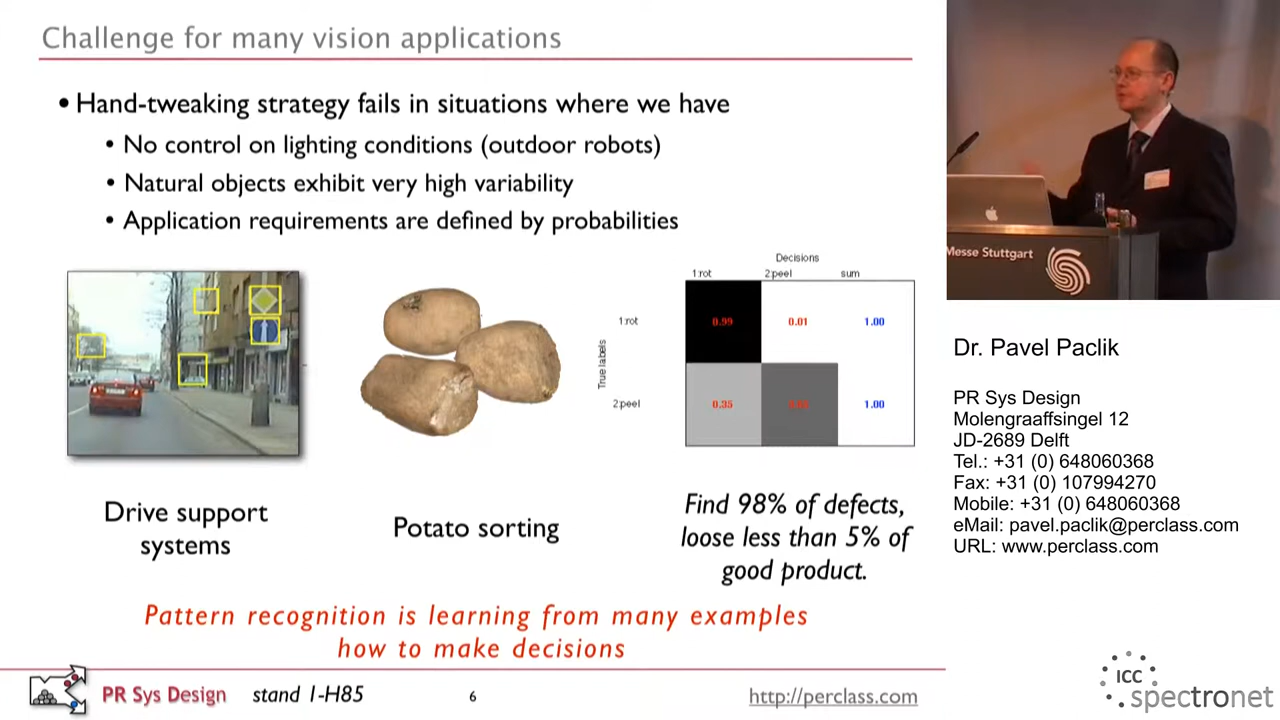 Challenge for many vision applications
• Hand-tweaking strategy fails in situations where we have
• No control on lighting conditions (outdoor robots)
• Natural objects exhibit very high variability
• Application requirements are defined by probabilities
Decisions
1:rot 2:peel sum
True labels
1:rot 0.99 0.01 1.00
2:peel 0.35 1.00
Drive support
systems
Potato sorting
Find 98% of defects,
loose less than 5% of
good product.
Pattern recognition is learning from many examples
how to make decisions
PR Sys Design stand 1-H85
6
http://perclass.com
Messe Stuttgart
Dr. Pavel Paclik
PR Sys Design
Molengraaffsingel 12
JD-2689 Delft
Tel.: +31 (0) 648060368
Fax: +31 (0) 107994270
Mobile: +31 (0) 648060368
eMail: pavel.paclik@perclass.com
URL: www.perclass.com
ICC
spectronet